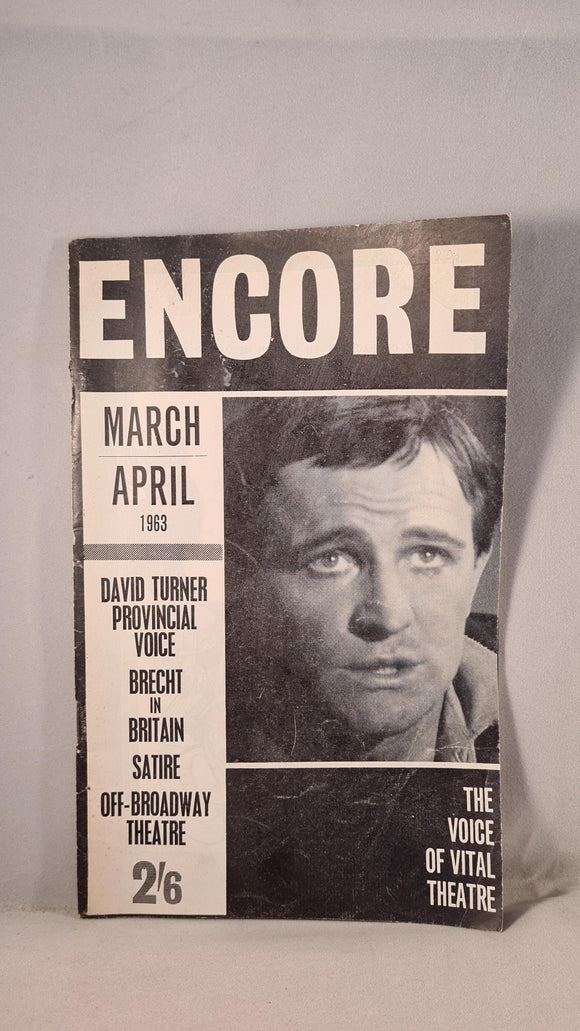 ENCORE
MARCH
APRIL
1963
DAVID TURNER
PROVINCIAL
VOICE
BRECHT
IN
BRITAIN
SATIRE
OFF-BROADWAY
THEATRE
2'/6
THE
VOICE
OF VITAL
THEATRE